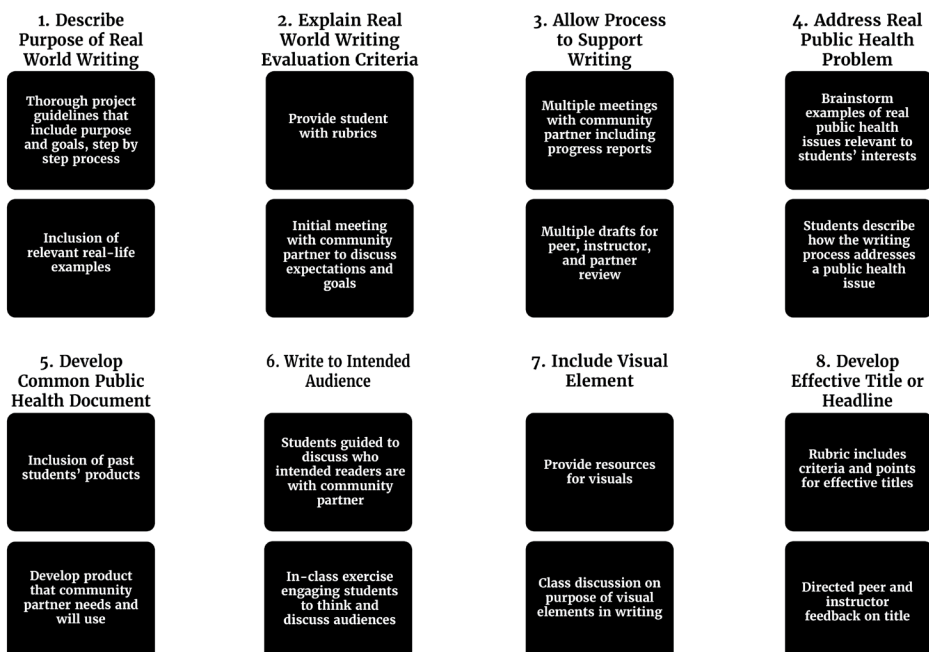 1. Describe
Purpose of Real
World Writing
Thorough project
guidelines that
include purpose
and goals, step by
step process
Inclusion of
relevant real-life
examples
2. Explain Real
World Writing
Evaluation Criteria
Provide student
with rubrics
Initial meeting
with community
partner to discuss
expectations and
goals
3. Allow Process
to Support
Writing
Multiple meetings
with community
partner including
progress reports
Multiple drafts for
peer, instructor,
and partner
review
4. Address Real
Public Health
Problem
Brainstorm
examples of real
public health
issues relevant to
students' interests
Students describe
how the writing
process addresses
a public health
issue
5. Develop
Common Public
Health Document
Inclusion of past
students' products
Develop product
that community
partner needs and
will use
6. Write to Intended
Audience
Students guided to
discuss who
intended readers are
with community
partner
In-class exercise
engaging students
to think and
discuss audiences
7. Include Visual
Element
Provide resources
for visuals
Class discussion on
purpose of visual
elements in writing
8. Develop
Effective Title or
Headline
Rubric includes
criteria and points
for effective titles
Directed peer and
instructor
feedback on title